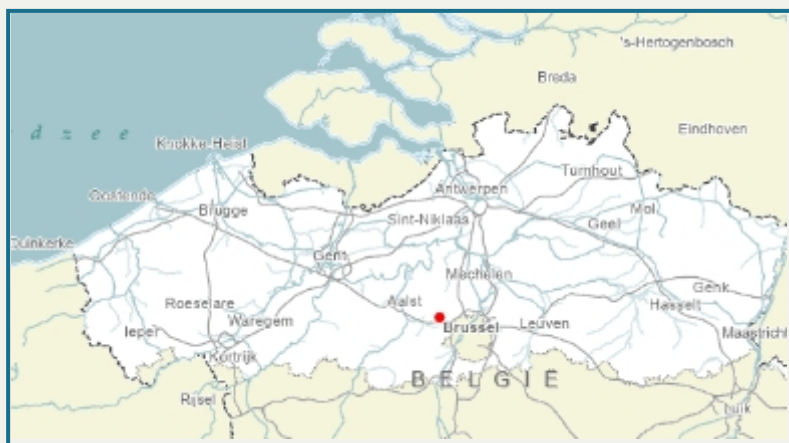 's-Hertogenbosch
Breda
Eindhoven
d z e e
Knokke-Heist
Turnhout
Antwerpen
Oostende
Mol
Brugge
Sint-Niklaas
Geel
Duinkerke
Gent
Mechelen
Genk
Roeselare
Aalst
Hasselt
Waregem
Brussel
Leuven
Ieper
Maastricht
Kortrijk
BELGIË
Rijsel
Luik